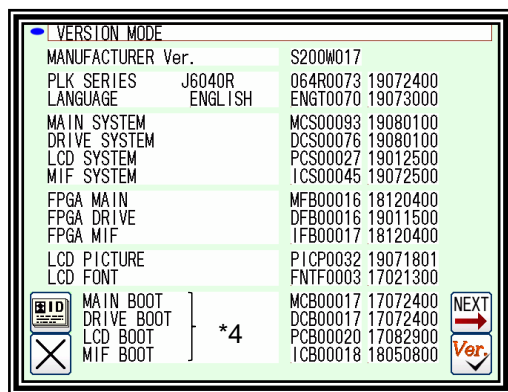 VERSION MODE
MANUFACTURER Ver. S200W017
PLK SERIES J6040R 064R0073 19072400
LANGUAGE ENGLISH ENGT0070 19073000
MAIN SYSTEM MCS00093 19080100
DRIVE SYSTEM DCS00076 19080100
LCD SYSTEM PCS00027 19012500
MIF SYSTEM ICS00045 19072500
FPGA MAIN MFB00016 18120400
FPGA DRIVE DFB00016 19011500
FPGA MIF IFB00017 18120400
LCD PICTURE PICP0032 19071801
LCD FONT FNTF0003 17021300
ID MAIN BOOT MCB00017 17072400 NEXT
DRIVE BOOT DCB00017 17072400
*4
LCD BOOT PCB00020 17082900
MIF BOOT ICB00018 18050800 Ver.